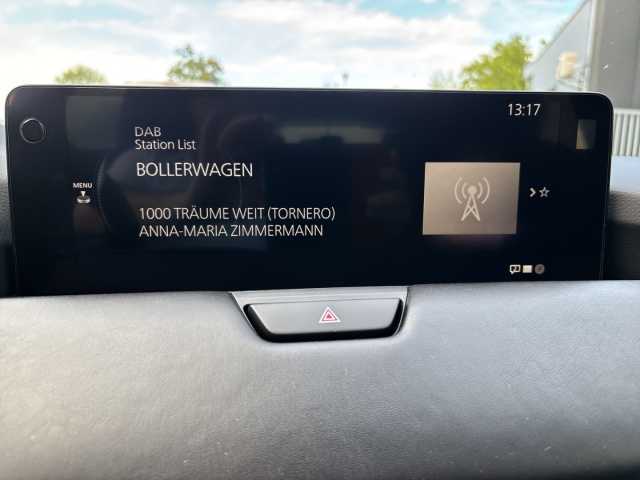 13:17
DAB
Station List
BOLLERWAGEN
MENU
1000 TRÄUME WEIT (TORNERO)
ANNA-MARIA ZIMMERMANN